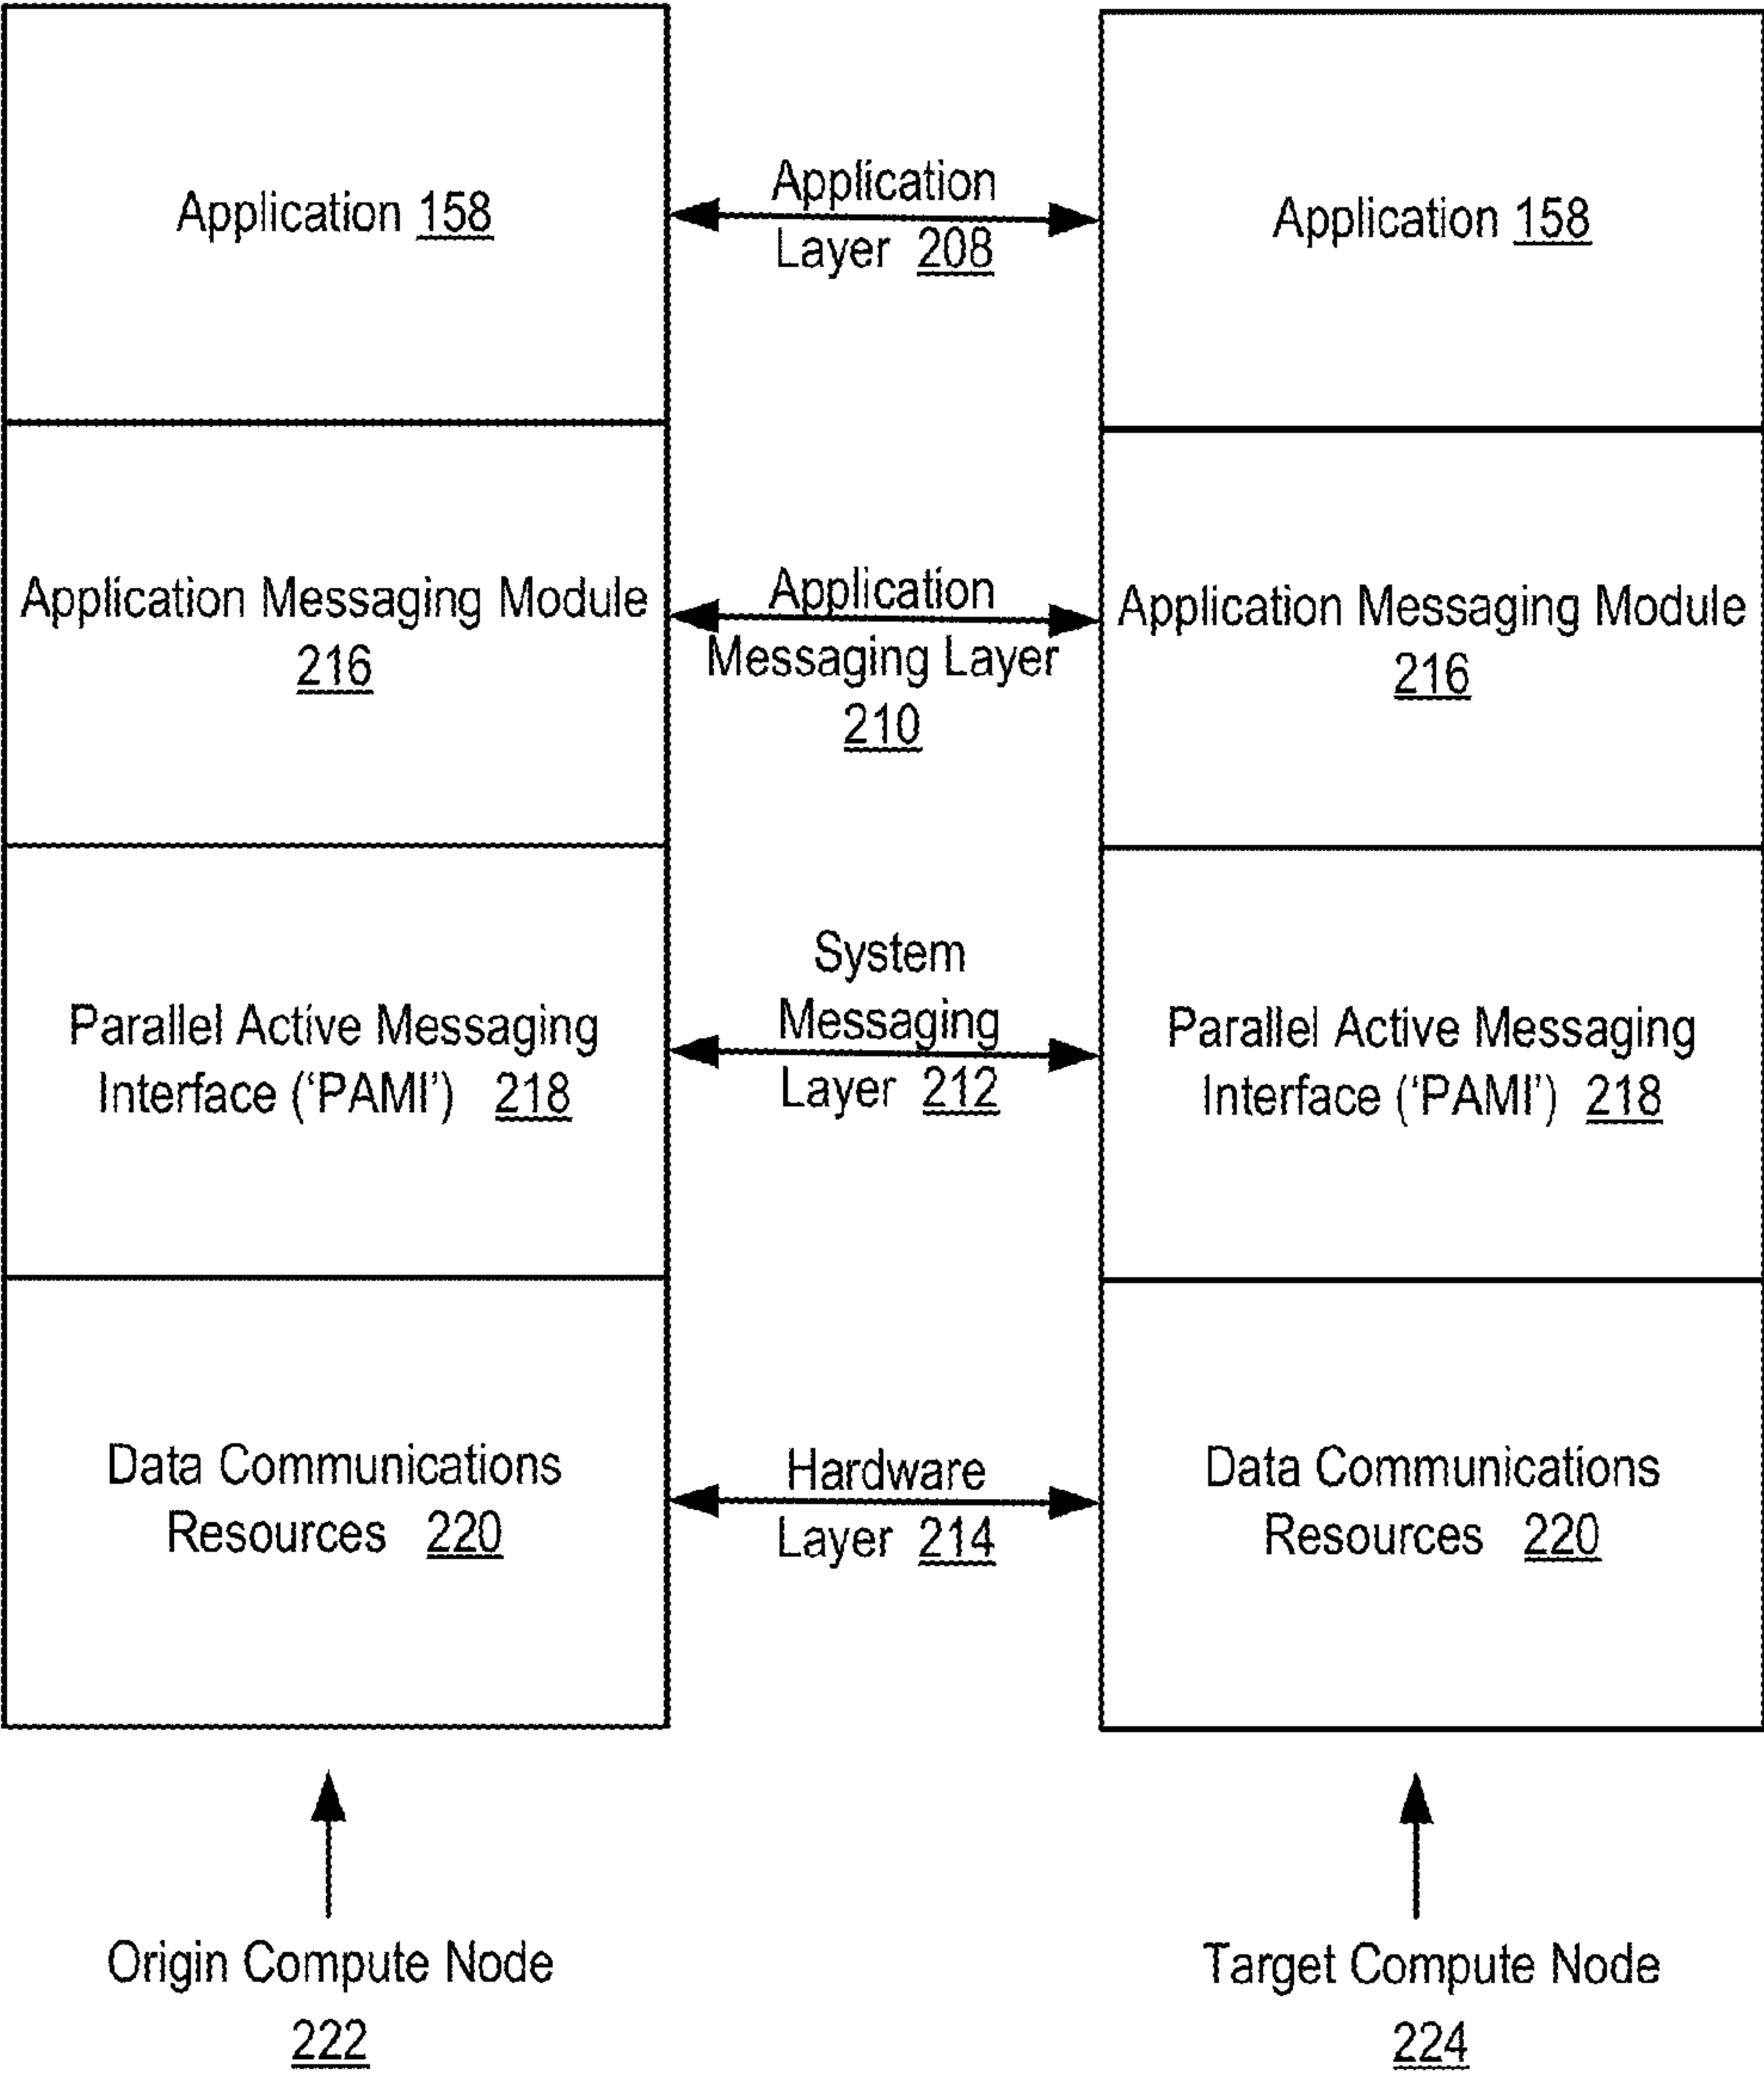 Application 158
Application
Layer 208
Application 158
Application Messaging Module
216
Application
Messaging Layer
210
Application Messaging Module
216
Parallel Active Messaging
Interface (‘PAMI’) 218
System
Messaging
Layer 212
Parallel Active Messaging
Interface (‘PAMI’) 218
Data Communications
Resources 220
Hardware
Layer 214
Data Communications
Resources 220
Origin Compute Node
222
Target Compute Node
224